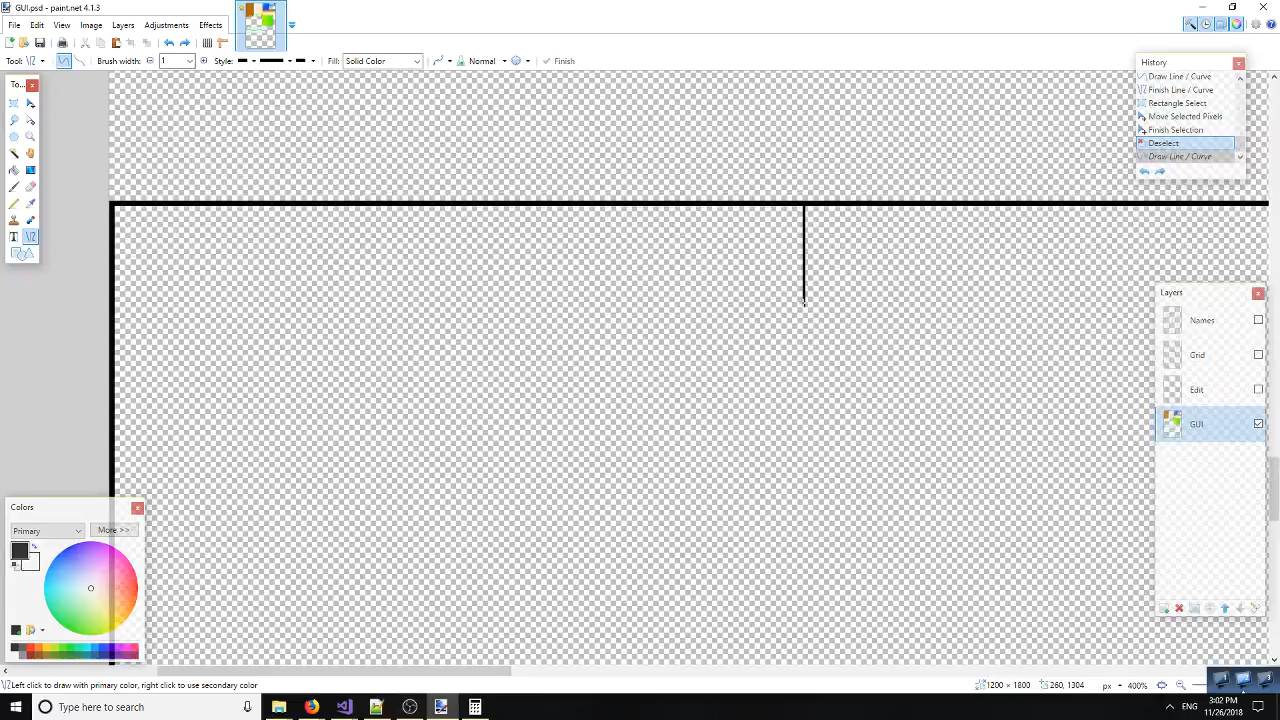 GUI.psd - paint.net 4.1.3
File Edit View Image Layers Adjustments Effects
Tool: Brush width: 1 Style: Fill: Solid Color Normal Finish
To...
History
Draw Line / Curve
Finish Line / Curve
Rectangle Select
Move Selected Pixels
Finish Selection
Deselect
Draw Line / Curve
Layers
Names
Grid
Edit
GUI
Colors
Primary
More >>
Left click to draw with primary color, right click to use secondary color
1200 × 1800 260, 1304 px 400%
1 2 3
Type here to search
3:02 PM
11/26/2018